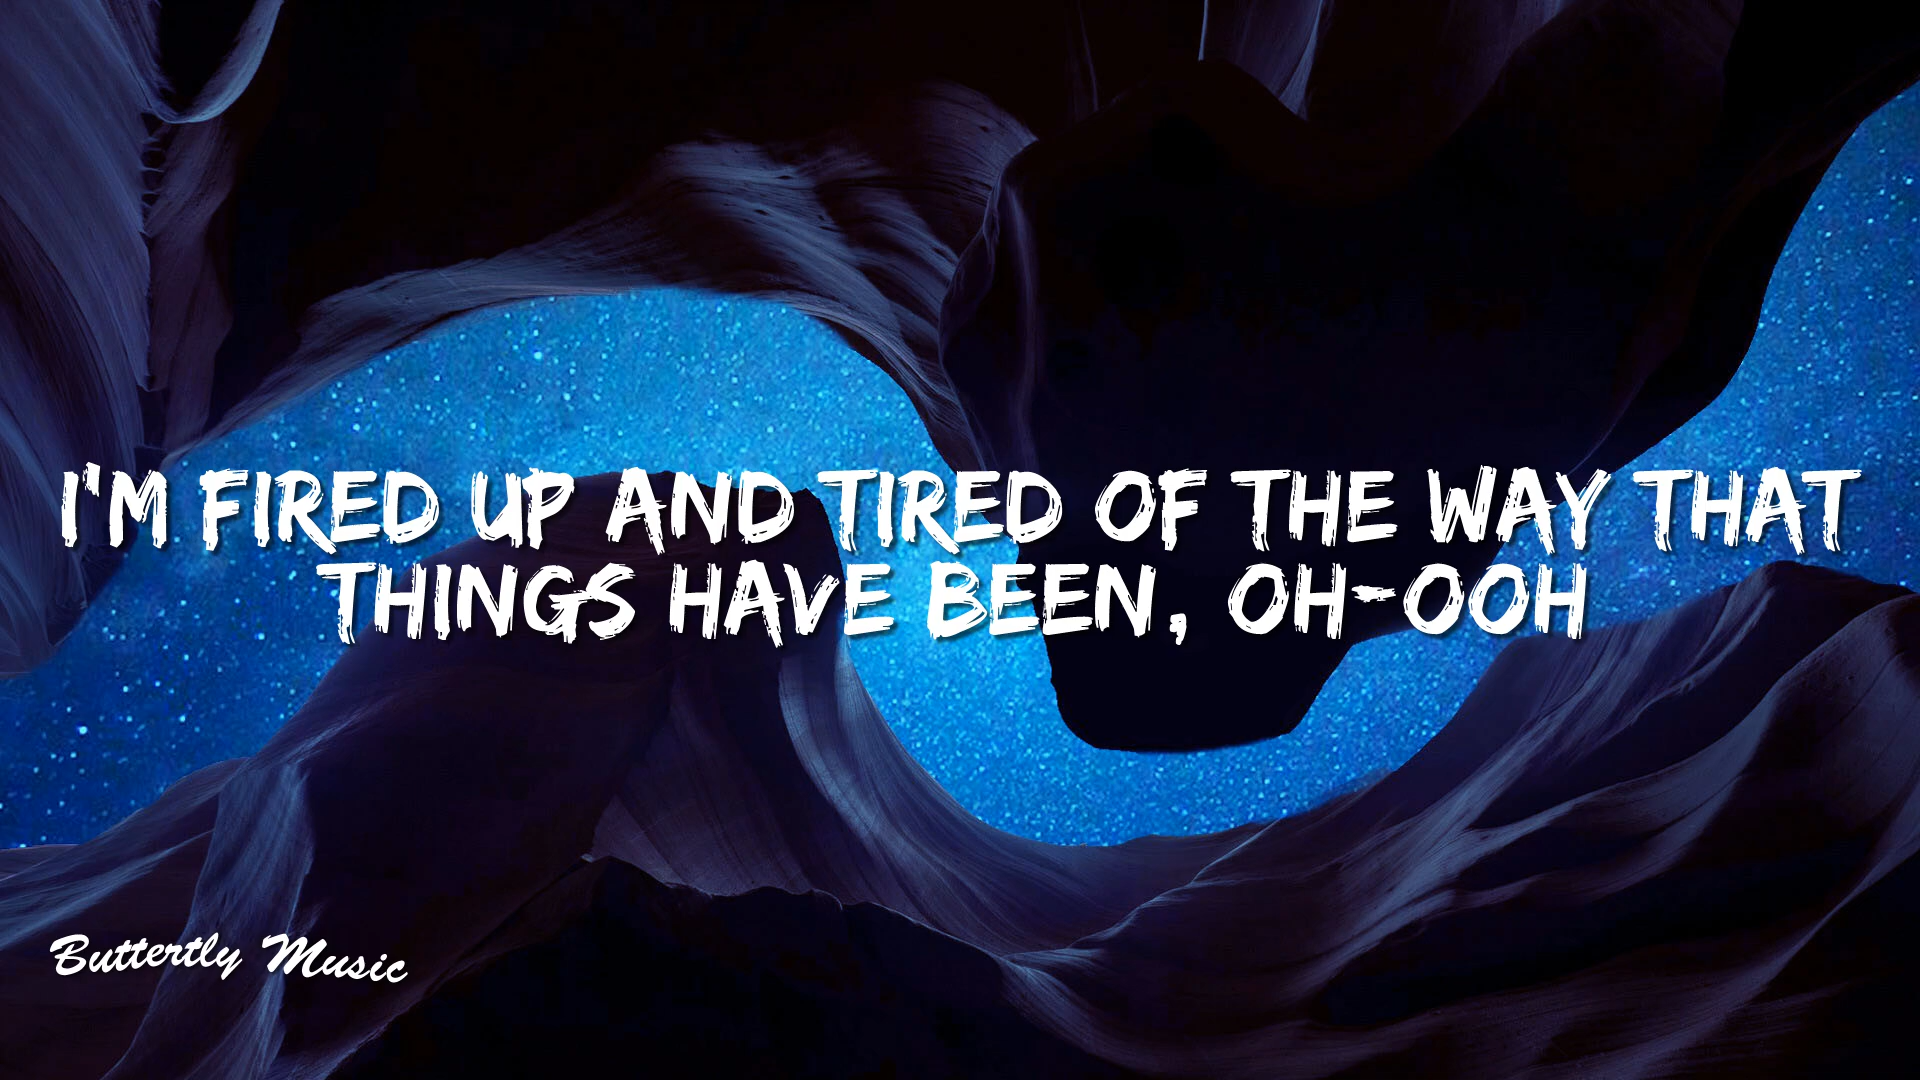 I'M FIRED UP AND TIRED OF THE WAY THAT
THINGS HAVE BEEN, OH-OOH
Buttertly Music